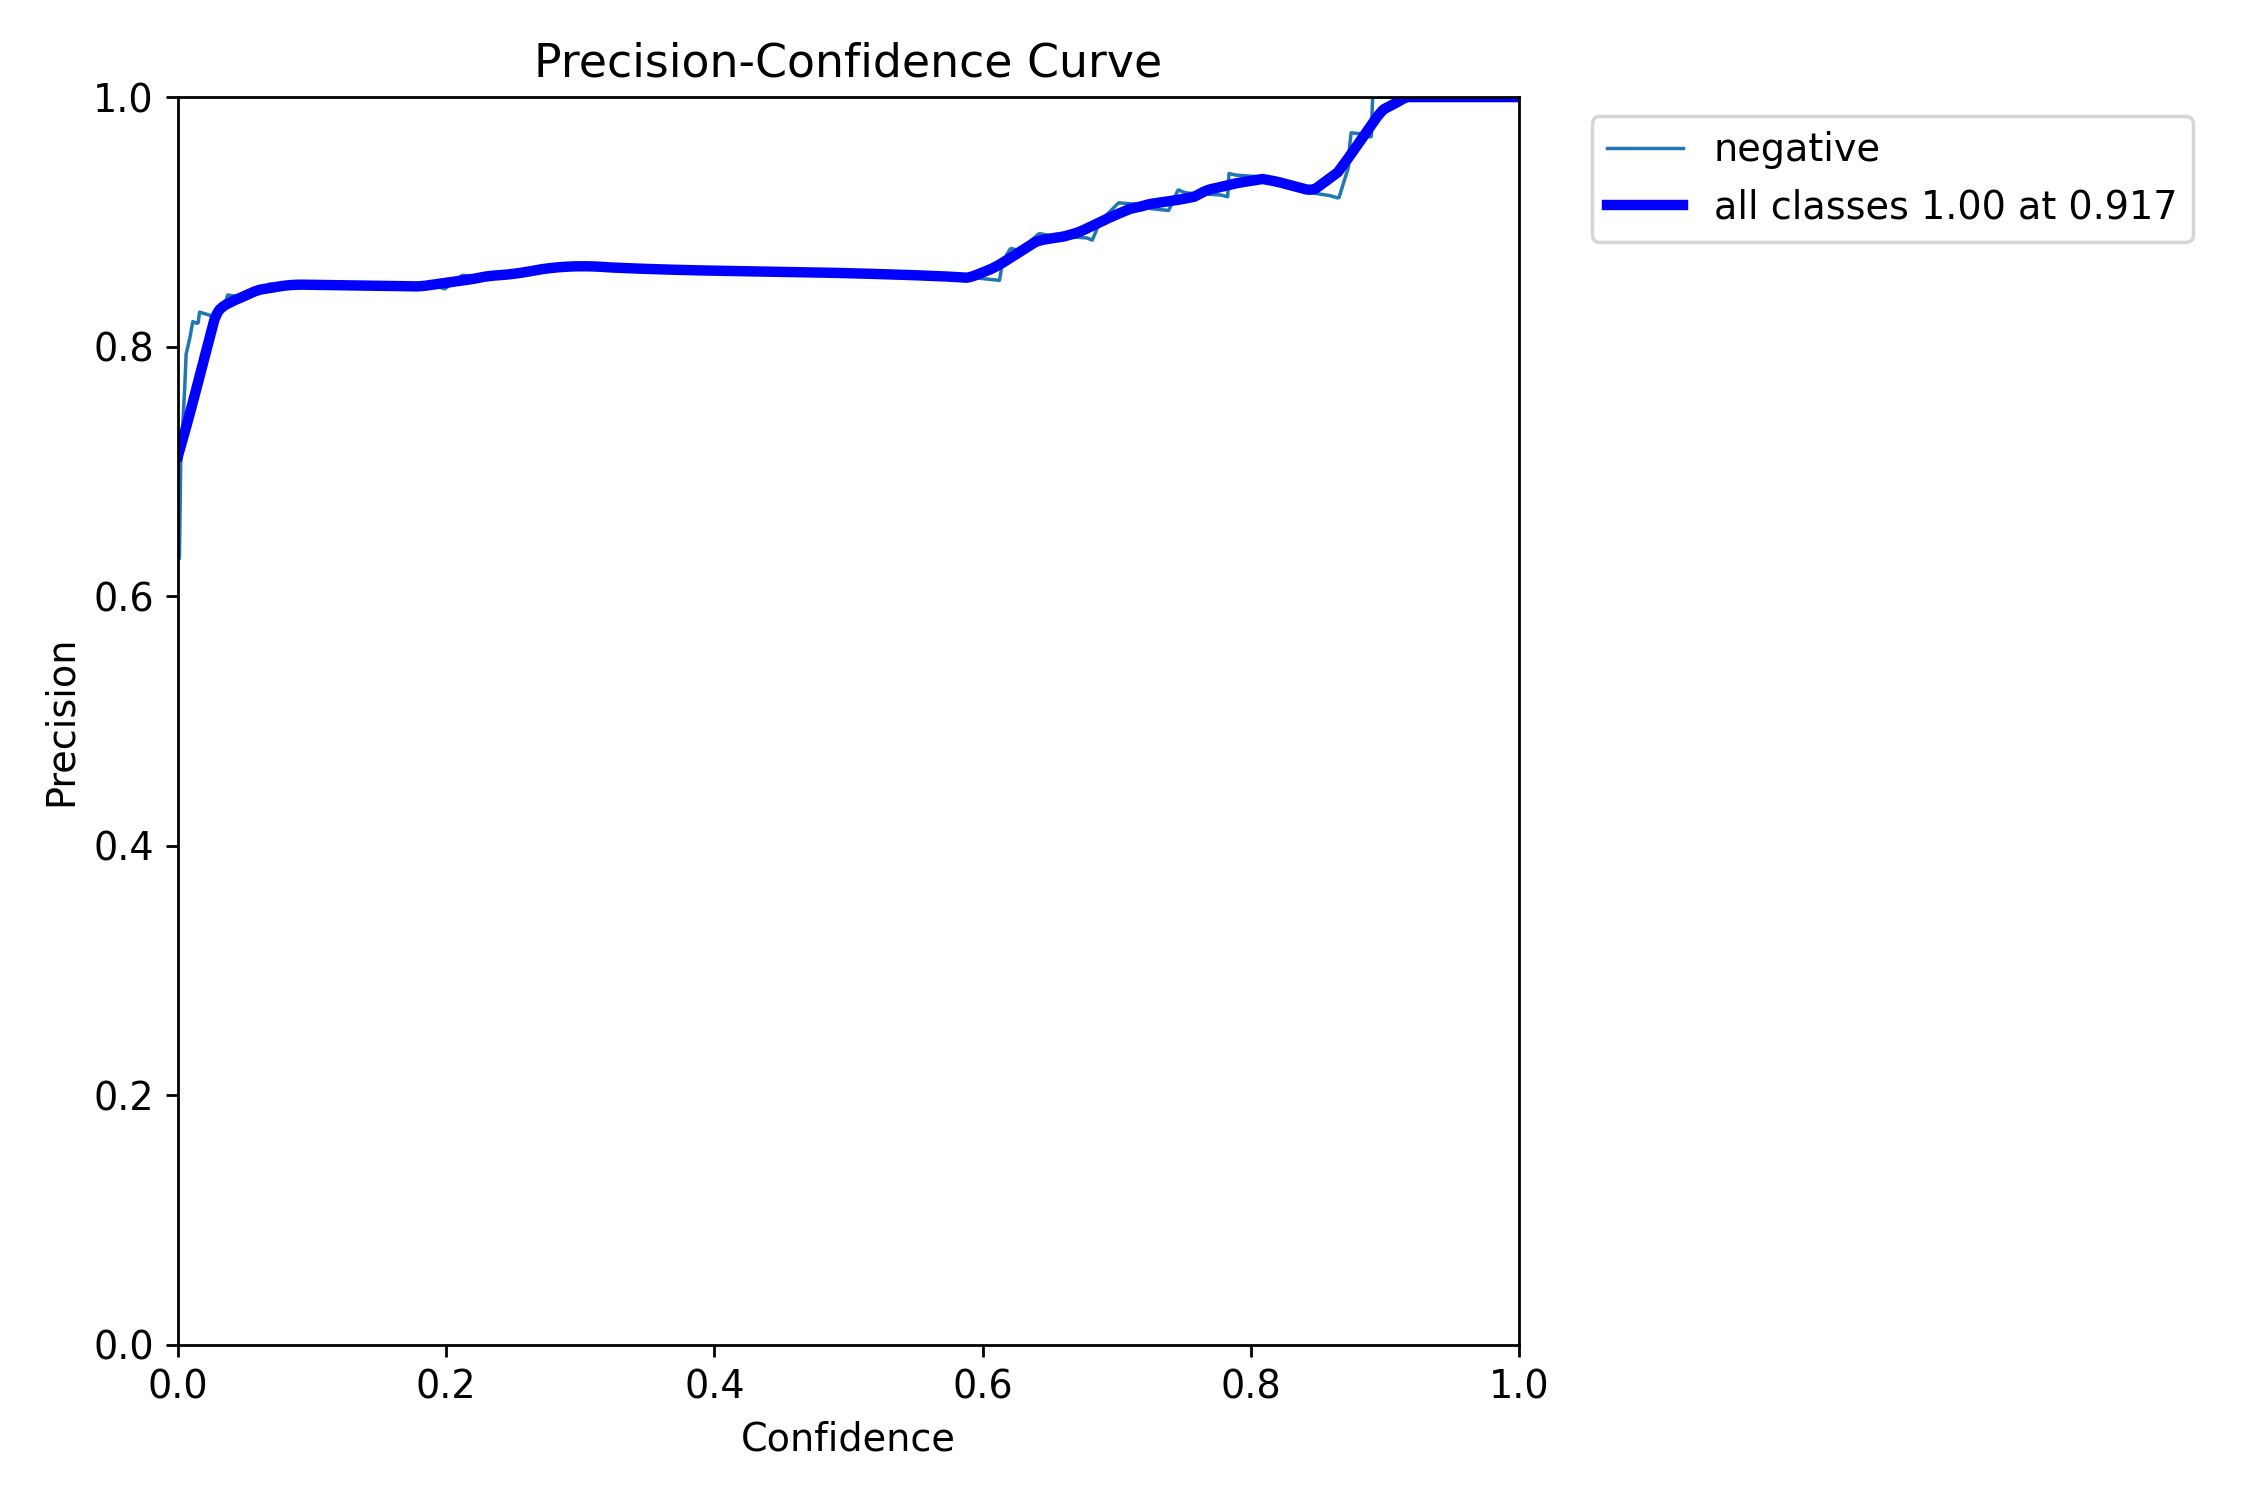 Precision-Confidence Curve
negative
all classes 1.00 at 0.917
1.0
0.8
0.6
0.4
0.2
0.0
Precision
0.0 0.2 0.4 0.6 0.8 1.0
Confidence